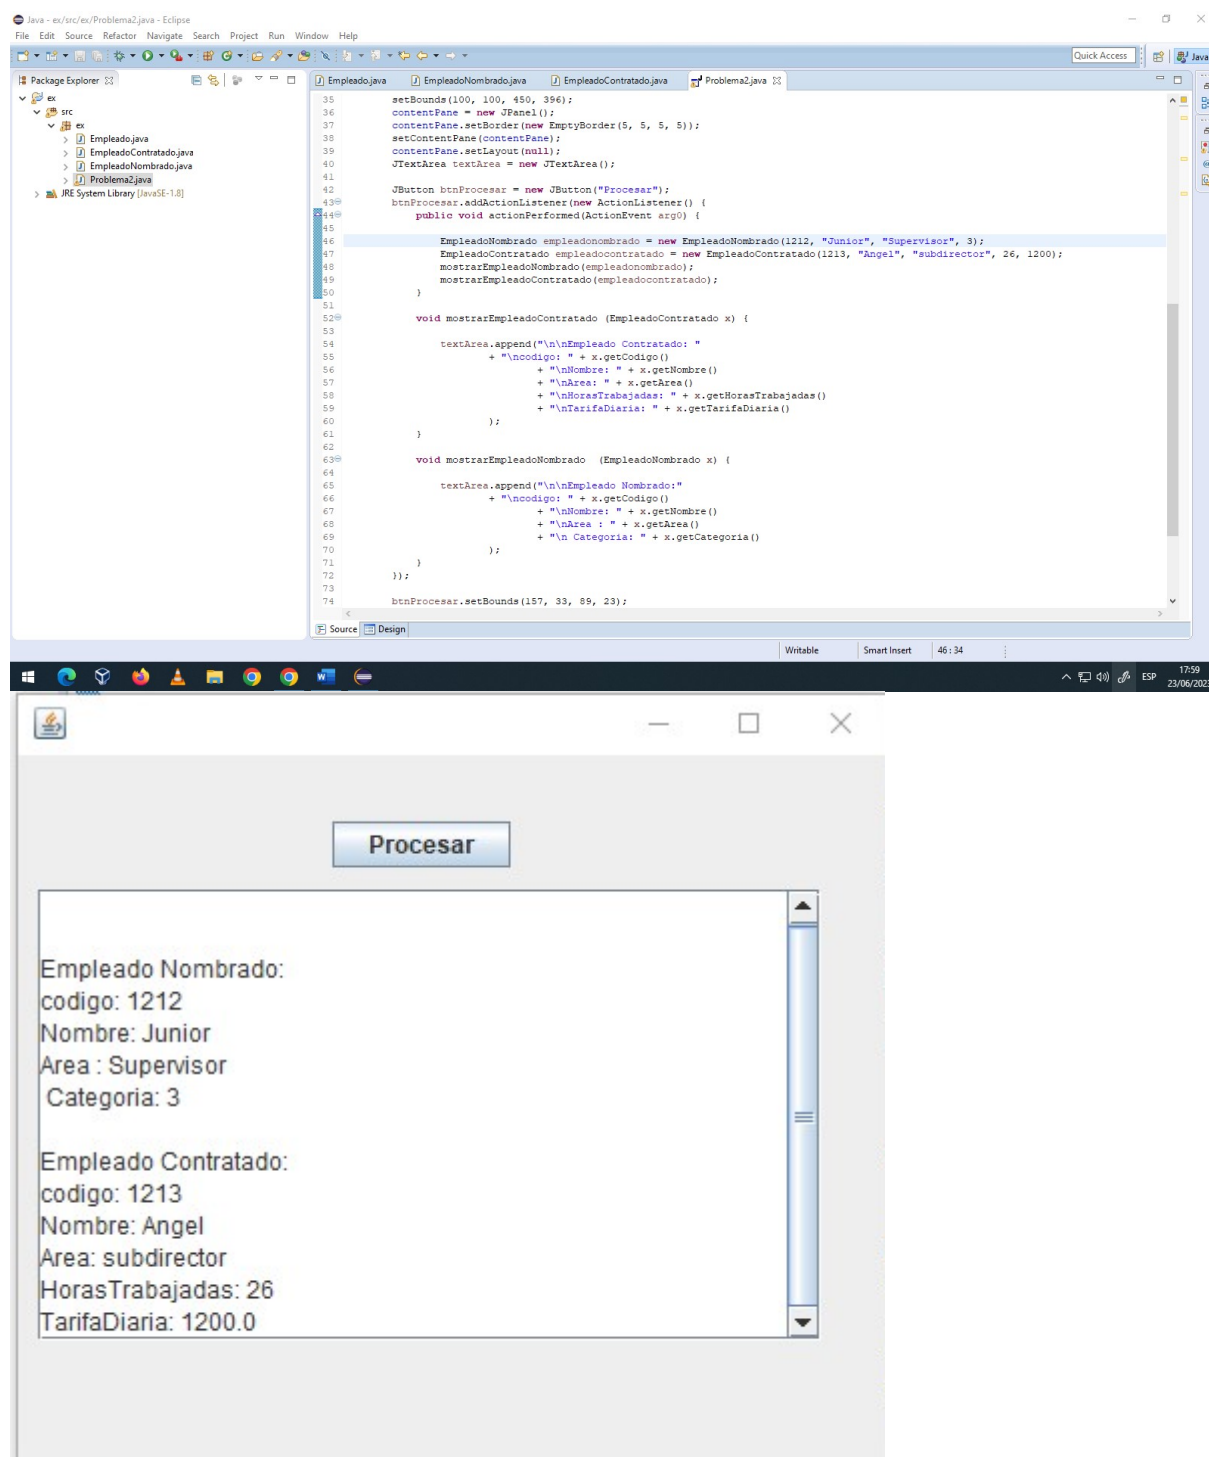 Java - ex/src/ex/Problema2.java - Eclipse
File Edit Source Refactor Navigate Search Project Run Window Help
Quick Access
Java
Package Explorer
Empleado.java
EmpleadoNombrado.java
EmpleadoContratado.java
Problema2.java
ex
src
ex
Empleado.java
EmpleadoContratado.java
EmpleadoNombrado.java
Problema2.java
JRE System Library [JavaSE-1.8]
35 setBounds(100, 100, 450, 396);
36 contentPane = new JPanel();
37 contentPane.setBorder(new EmptyBorder(5, 5, 5, 5));
38 setContentPane(contentPane);
39 contentPane.setLayout(null);
40 JTextArea textArea = new JTextArea();
41
42 JButton btnProcesar = new JButton("Procesar");
43 btnProcesar.addActionListener(new ActionListener() {
44 public void actionPerformed(ActionEvent arg0) {
45
46 EmpleadoNombrado empleadonombrado = new EmpleadoNombrado(1212, "Junior", "Supervisor", 3);
47 EmpleadoContratado empleadocontratado = new EmpleadoContratado(1213, "Angel", "subdirector", 26, 1200);
48 mostrarEmpleadoNombrado(empleadonombrado);
49 mostrarEmpleadoContratado(empleadocontratado);
50 }
51
52 void mostrarEmpleadoContratado (EmpleadoContratado x) {
53
54 textArea.append("\n\nEmpleado Contratado: "
55 + "\ncodigo: " + x.getCodigo()
56 + "\nNombre: " + x.getNombre()
57 + "\nArea: " + x.getArea()
58 + "\nHorasTrabajadas: " + x.getHorasTrabajadas()
59 + "\nTarifaDiaria: " + x.getTarifaDiaria()
60 );
61 }
62
63 void mostrarEmpleadoNombrado (EmpleadoNombrado x) {
64
65 textArea.append("\n\nEmpleado Nombrado:"
66 + "\ncodigo: " + x.getCodigo()
67 + "\nNombre: " + x.getNombre()
68 + "\nArea : " + x.getArea()
69 + "\n Categoria: " + x.getCategoria()
70 );
71 }
72 });
73
74 btnProcesar.setBounds(157, 33, 89, 23);
Source Design
Writable Smart Insert 46 : 34
ESP
17:59
23/06/2023
Procesar
Empleado Nombrado:
codigo: 1212
Nombre: Junior
Area : Supervisor
Categoria: 3
Empleado Contratado:
codigo: 1213
Nombre: Angel
Area: subdirector
HorasTrabajadas: 26
TarifaDiaria: 1200.0